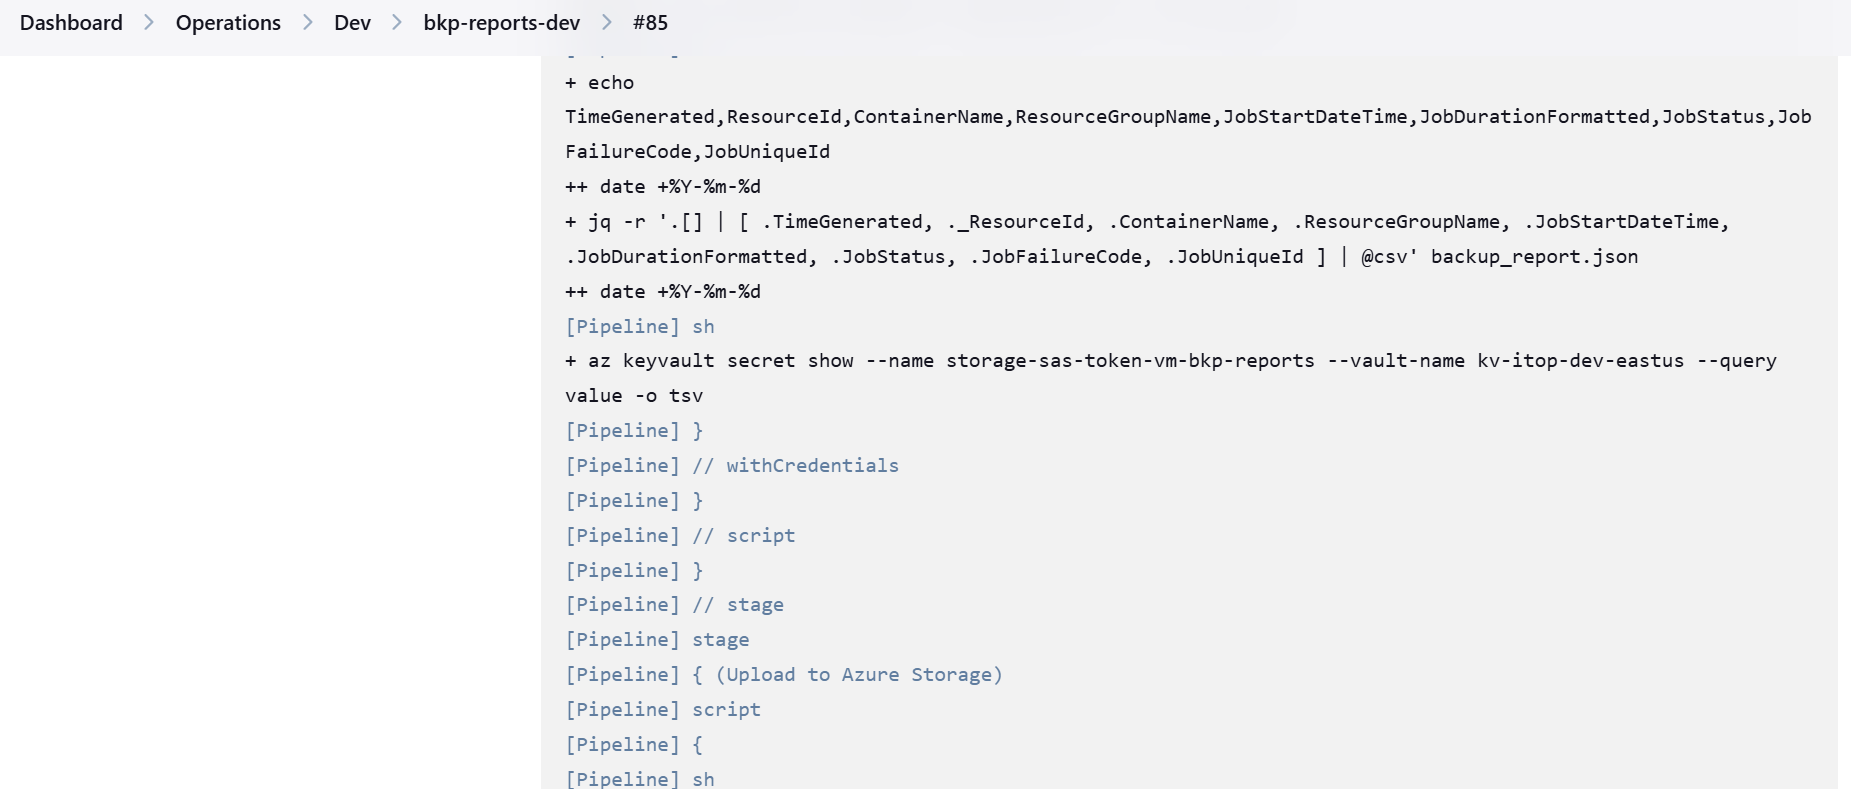 Dashboard > Operations > Dev > bkp-reports-dev > #85
+ echo
TimeGenerated,ResourceId,ContainerName,ResourceGroupName,JobStartDateTime,JobDurationFormatted,JobStatus,Job
FailureCode,JobUniqueId
++ date +%Y-%m-%d
+ jq -r '.[] | [ .TimeGenerated, ._ResourceId, .ContainerName, .ResourceGroupName, .JobStartDateTime,
.JobDurationFormatted, .JobStatus, .JobFailureCode, .JobUniqueId ] | @csv' backup_report.json
++ date +%Y-%m-%d
[Pipeline] sh
+ az keyvault secret show --name storage-sas-token-vm-bkp-reports --vault-name kv-itop-dev-eastus --query
value -o tsv
[Pipeline] }
[Pipeline] // withCredentials
[Pipeline] }
[Pipeline] // script
[Pipeline] }
[Pipeline] // stage
[Pipeline] stage
[Pipeline] { (Upload to Azure Storage)
[Pipeline] script
[Pipeline] {
[Pipeline] sh